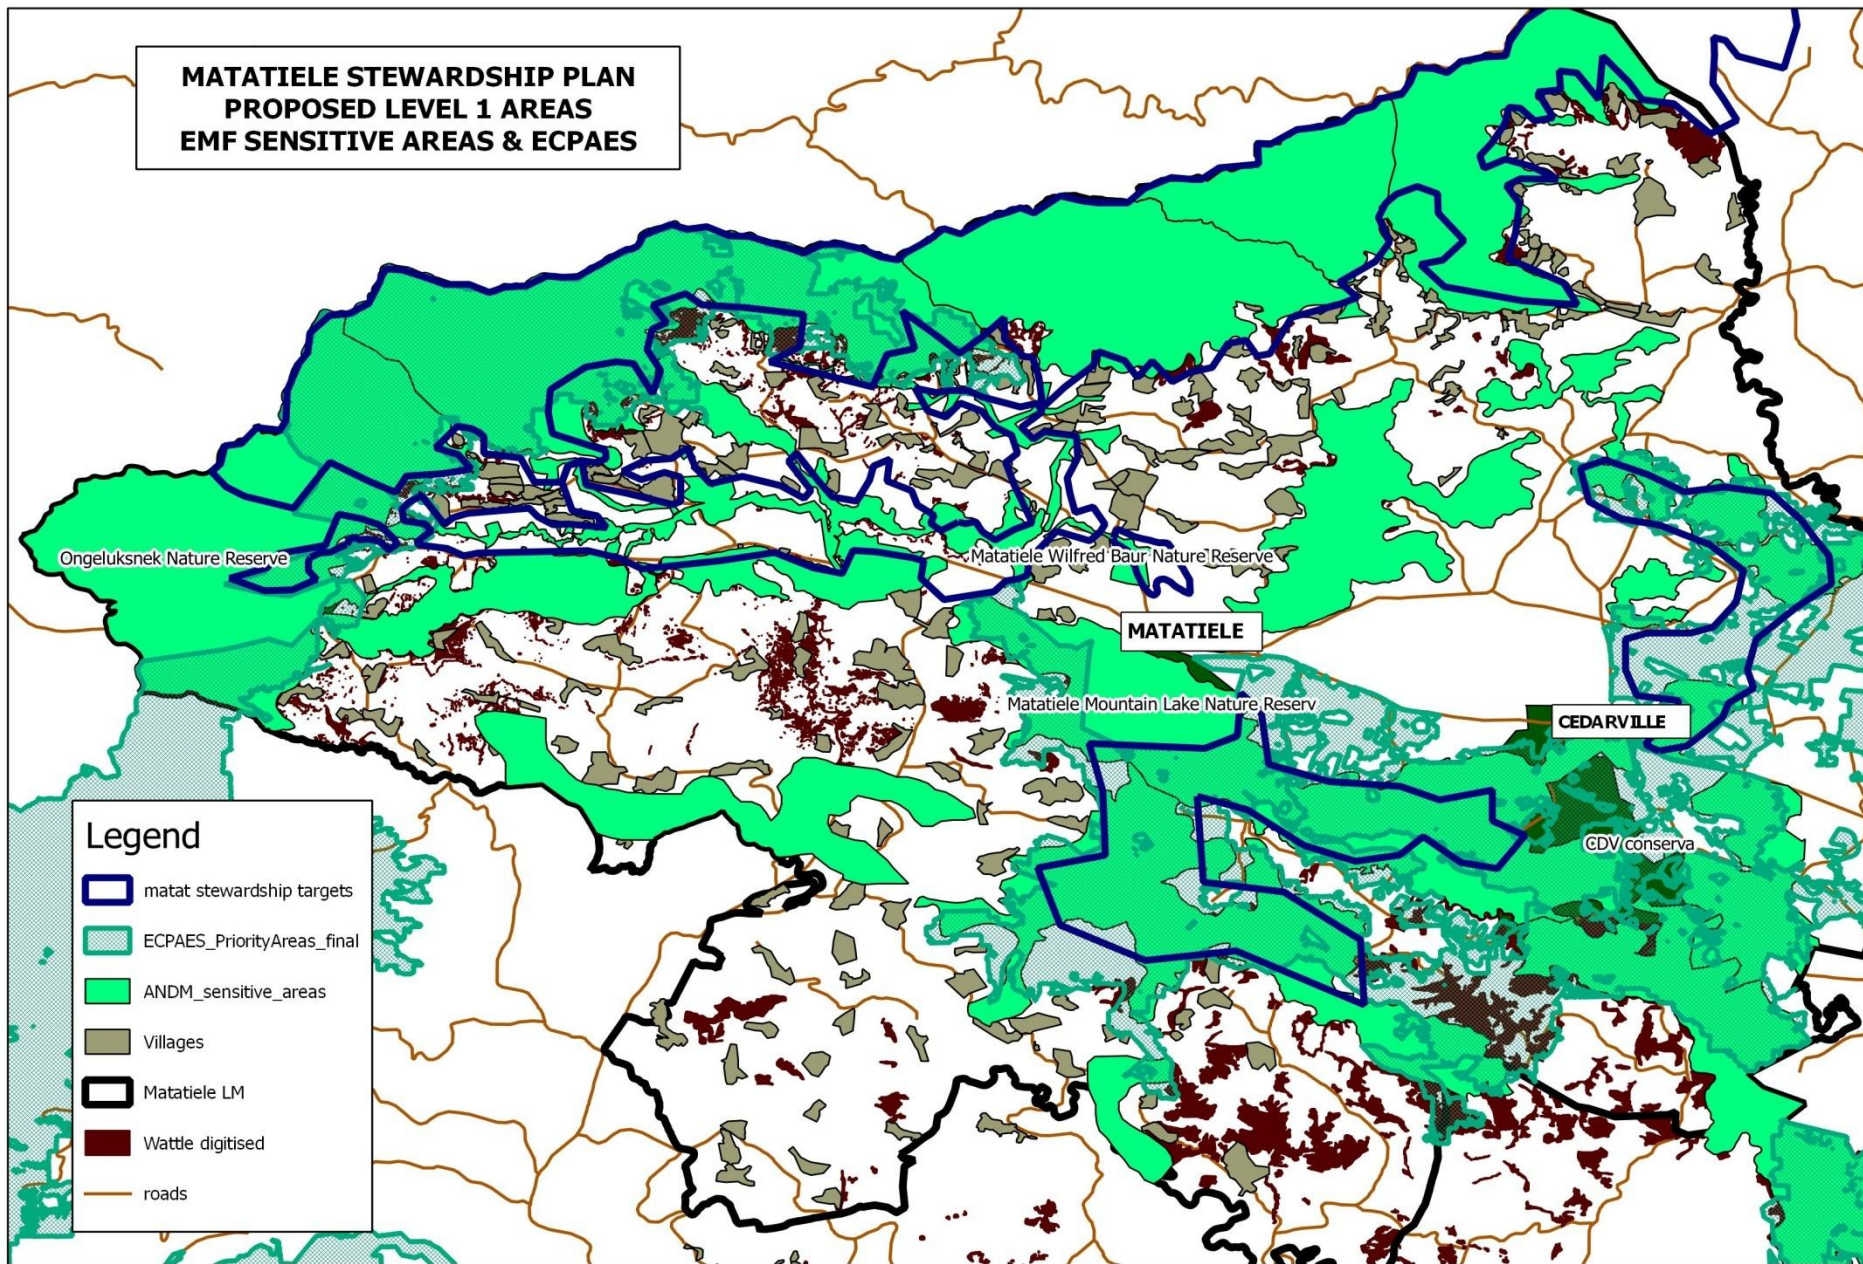 MATATIELE STEWARDSHIP PLAN
PROPOSED LEVEL 1 AREAS
EMF SENSITIVE AREAS & ECPAES
Ongeluksnek Nature Reserve
Matatiele Wilfred Baur Nature Reserve
MATATIELE
Matatiele Mountain Lake Nature Reserv
CEDARVILLE
CDV conserva
Legend
matat stewardship targets
ECPAES_PriorityAreas_final
ANDM_sensitive_areas
Villages
Matatiele LM
Wattle digitised
roads